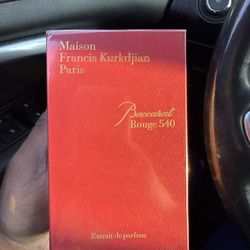 Maison
Francis Kurkdjian
Paris
Baccarat
Rouge 540
Extrait de parfum